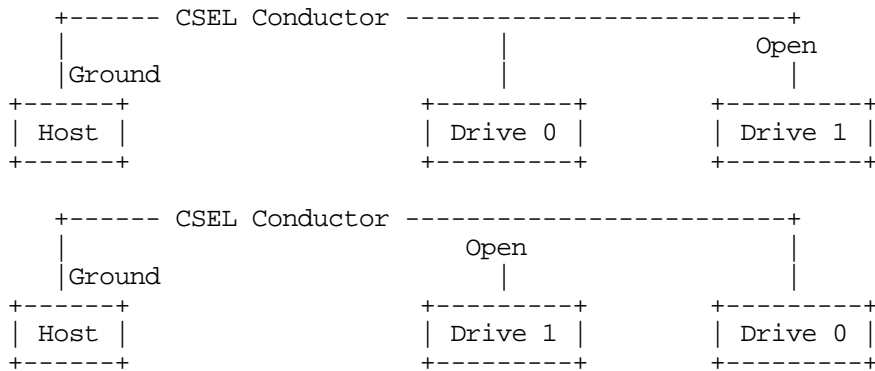 CSEL Conductor
Open
Ground
Host Drive 0 Drive 1
CSEL Conductor
Open
Ground
Host Drive 1 Drive 0